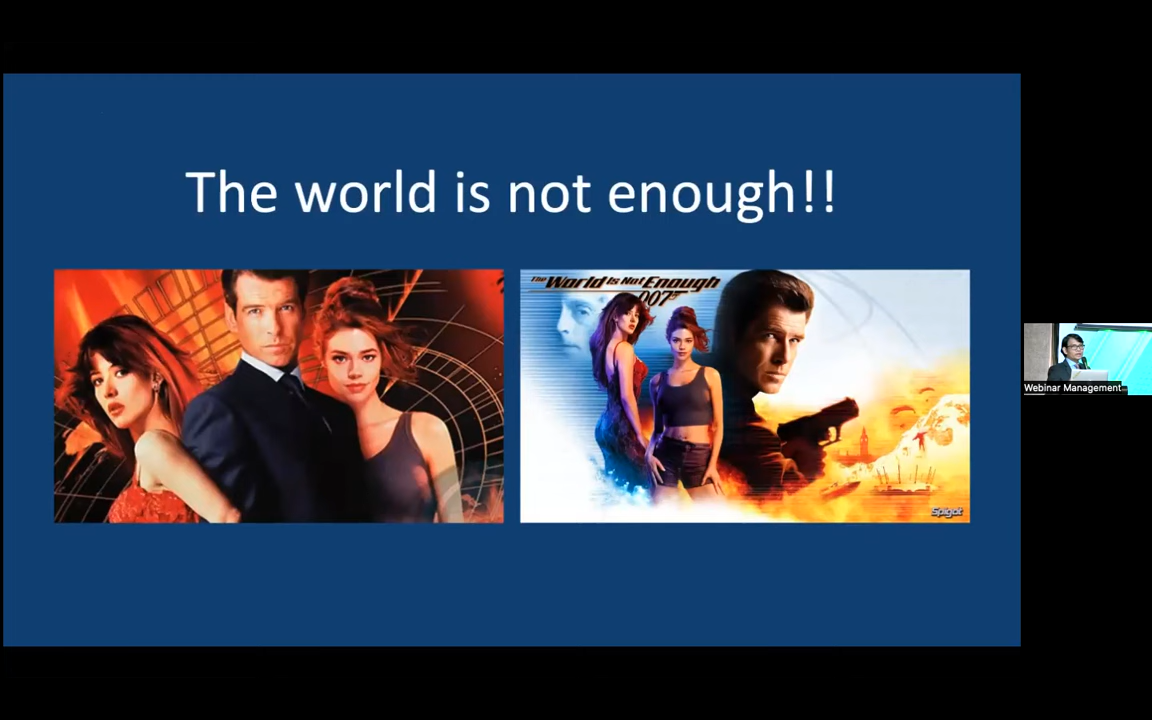 The world is not enough!!
The World Is Not Enough
007
Spigot
Webinar Management...